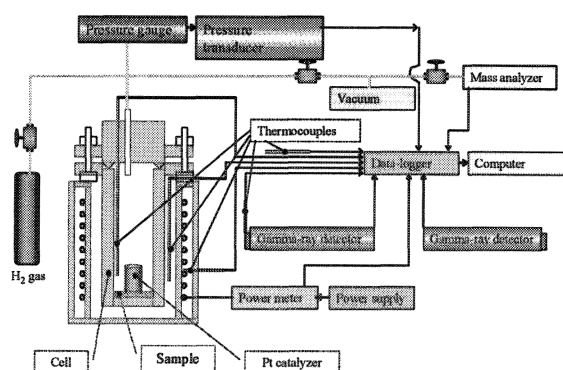 Pressure gauge
Pressure
transducer
Mass analyzer
Vacuum
Thermocouples
Data-logger
Computer
Gamma-ray detector
Gamma-ray detector
H2 gas
Power meter
Power supply
Cell
Sample
Pt catalyzer